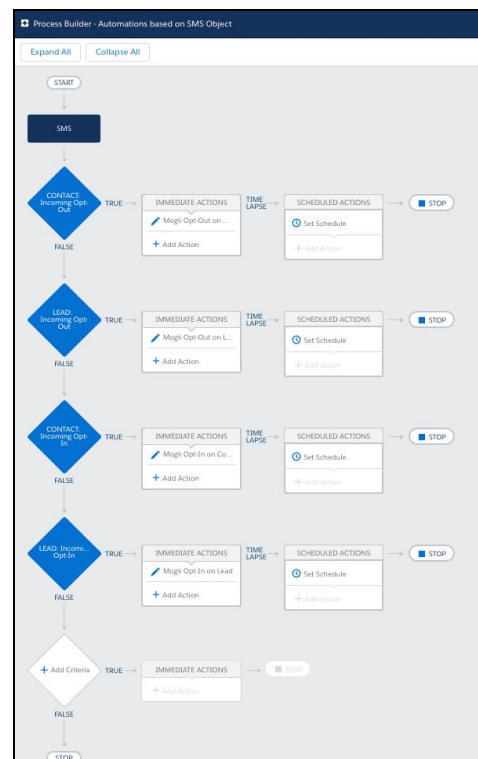 Process Builder - Automations based on SMS Object
Expand All
Collapse All
START
SMS
CONTACT:
Incoming Opt-
Out
TRUE
IMMEDIATE ACTIONS
Mogli Opt-Out on ...
+ Add Action
TIME
LAPSE
SCHEDULED ACTIONS
Set Schedule
+ Add Action
STOP
FALSE
LEAD:
Incoming Opt-
Out
TRUE
IMMEDIATE ACTIONS
Mogli Opt-Out on L...
+ Add Action
TIME
LAPSE
SCHEDULED ACTIONS
Set Schedule
+ Add Action
STOP
FALSE
CONTACT:
Incoming Opt-
In
TRUE
IMMEDIATE ACTIONS
Mogli Opt-In on Co...
+ Add Action
TIME
LAPSE
SCHEDULED ACTIONS
Set Schedule
+ Add Action
STOP
FALSE
LEAD: Incomi...
Opt-In
TRUE
IMMEDIATE ACTIONS
Mogli Opt-In on Lead
+ Add Action
TIME
LAPSE
SCHEDULED ACTIONS
Set Schedule
+ Add Action
STOP
FALSE
+ Add Criteria
TRUE
IMMEDIATE ACTIONS
+ Add Action
STOP
FALSE
STOP